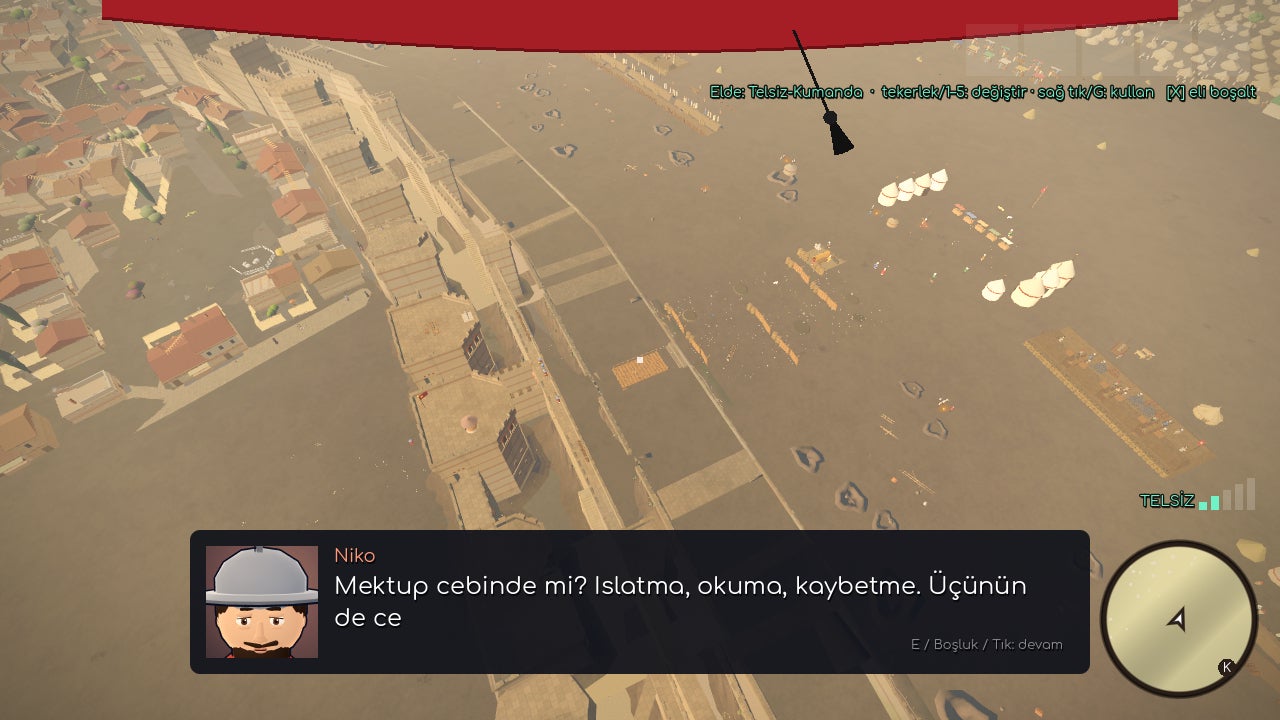 Elde: Telsiz-Kumanda · tekerlek/1-5: değiştir · sağ tık/G: kullan [X] eli boşalt
TELSİZ
Niko
Mektup cebinde mi? Islatma, okuma, kaybetme. Üçünün
de ce
E / Boşluk / Tık: devam
K